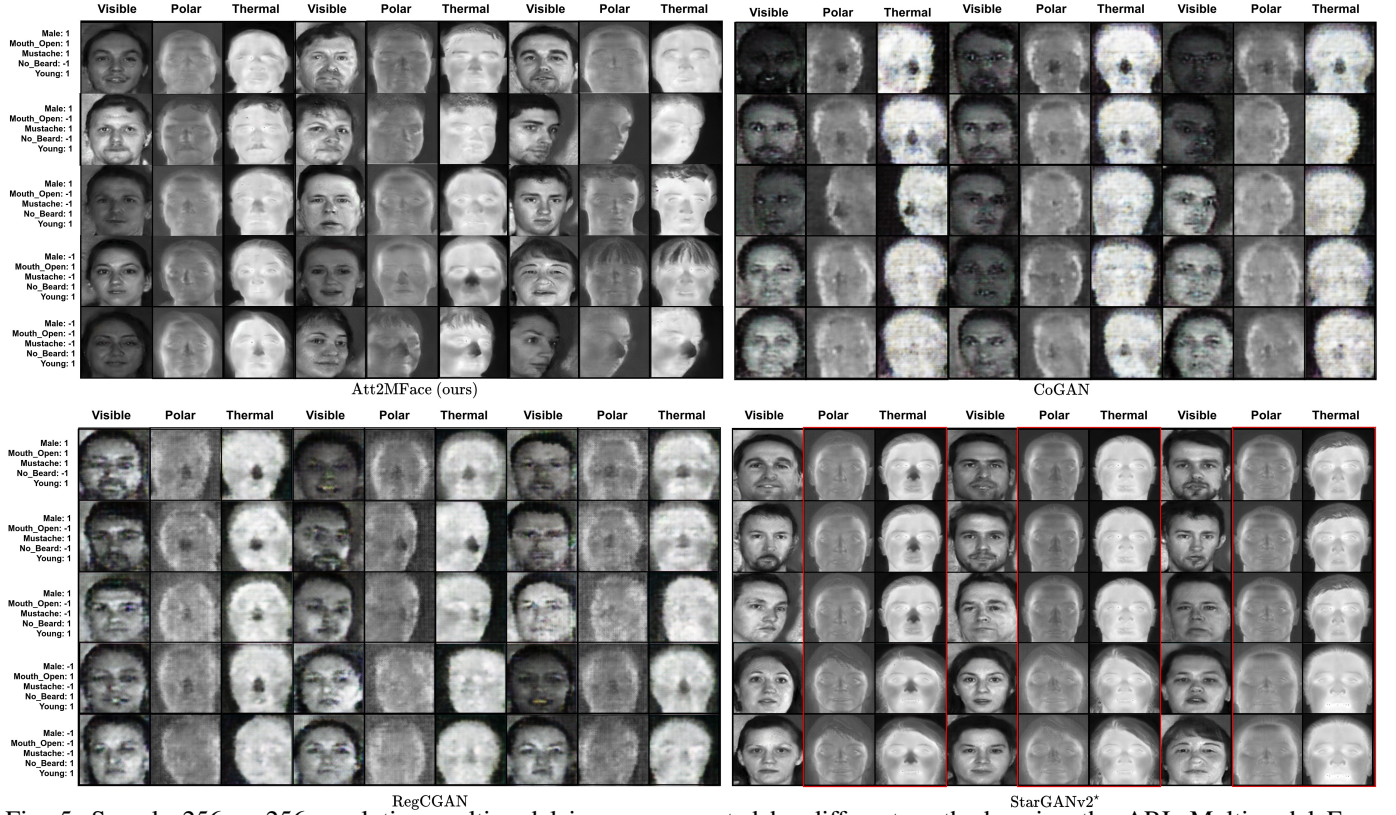 Visible Polar Thermal Visible Polar Thermal Visible Polar Thermal
Male: 1
Mouth_Open: 1
Mustache: 1
No_Beard: -1
Young: 1
Male: 1
Mouth_Open: -1
Mustache: 1
No_Beard: -1
Young: 1
Male: 1
Mouth_Open: -1
Mustache: -1
No_Beard: 1
Young: 1
Male: -1
Mouth_Open: 1
Mustache: -1
No_Beard: 1
Young: 1
Male: -1
Mouth_Open: -1
Mustache: -1
No_Beard: 1
Young: 1
Att2MFace (ours)
Visible Polar Thermal Visible Polar Thermal Visible Polar Thermal
CoGAN
Visible Polar Thermal Visible Polar Thermal Visible Polar Thermal
Male: 1
Mouth_Open: 1
Mustache: 1
No_Beard: -1
Young: 1
Male: 1
Mouth_Open: -1
Mustache: 1
No_Beard: -1
Young: 1
Male: 1
Mouth_Open: -1
Mustache: -1
No_Beard: 1
Young: 1
Male: -1
Mouth_Open: 1
Mustache: -1
No_Beard: 1
Young: 1
Male: -1
Mouth_Open: -1
Mustache: -1
No_Beard: 1
Young: 1
RegCGAN
Visible Polar Thermal Visible Polar Thermal Visible Polar Thermal
StarGANv2*